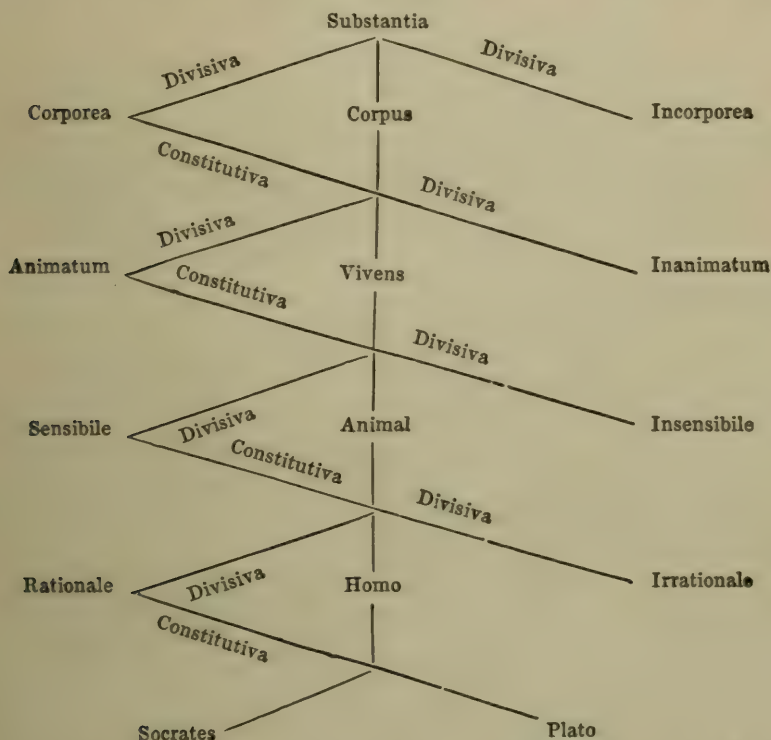 Substantia
Divisiva Divisiva
Corporea Corpus Incorporea
Constitutiva Divisiva
Divisiva
Animatum Vivens Inanimatum
Constitutiva
Divisiva
Sensibile Divisiva Animal Insensibile
Constitutiva
Divisiva
Rationale Divisiva Homo Irrationale
Constitutiva
Socrates Plato